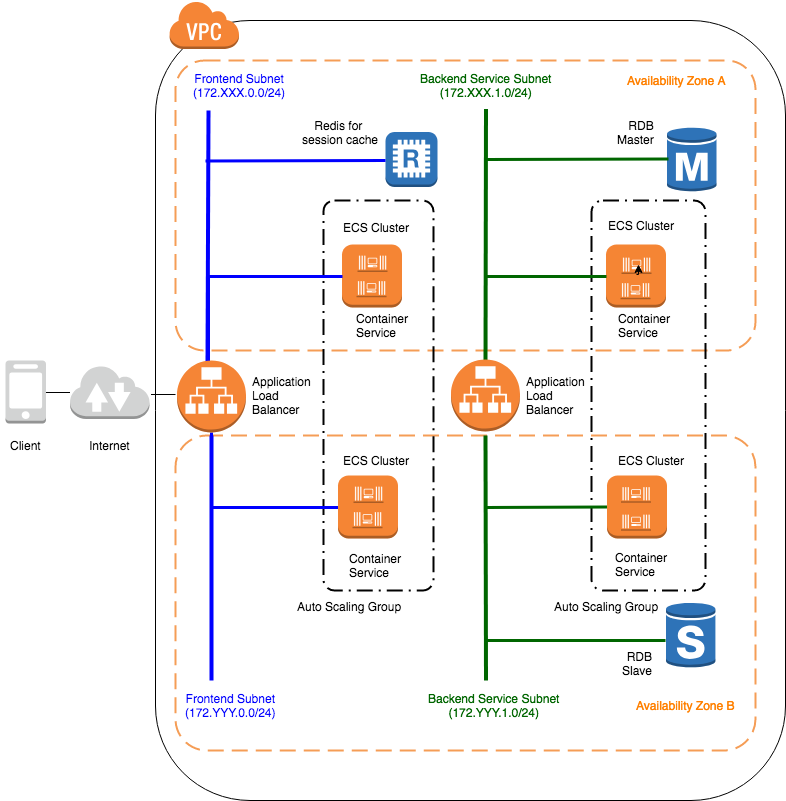 VPC
Frontend Subnet
(172.XXX.0.0/24)
Backend Service Subnet
(172.XXX.1.0/24)
Availability Zone A
Redis for
session cache
R
RDB
Master
M
ECS Cluster
Container
Service
ECS Cluster
Container
Service
Client
Internet
Application
Load
Balancer
Application
Load
Balancer
ECS Cluster
Container
Service
Auto Scaling Group
ECS Cluster
Container
Service
Auto Scaling Group
RDB
Slave
S
Frontend Subnet
(172.YYY.0.0/24)
Backend Service Subnet
(172.YYY.1.0/24)
Availability Zone B